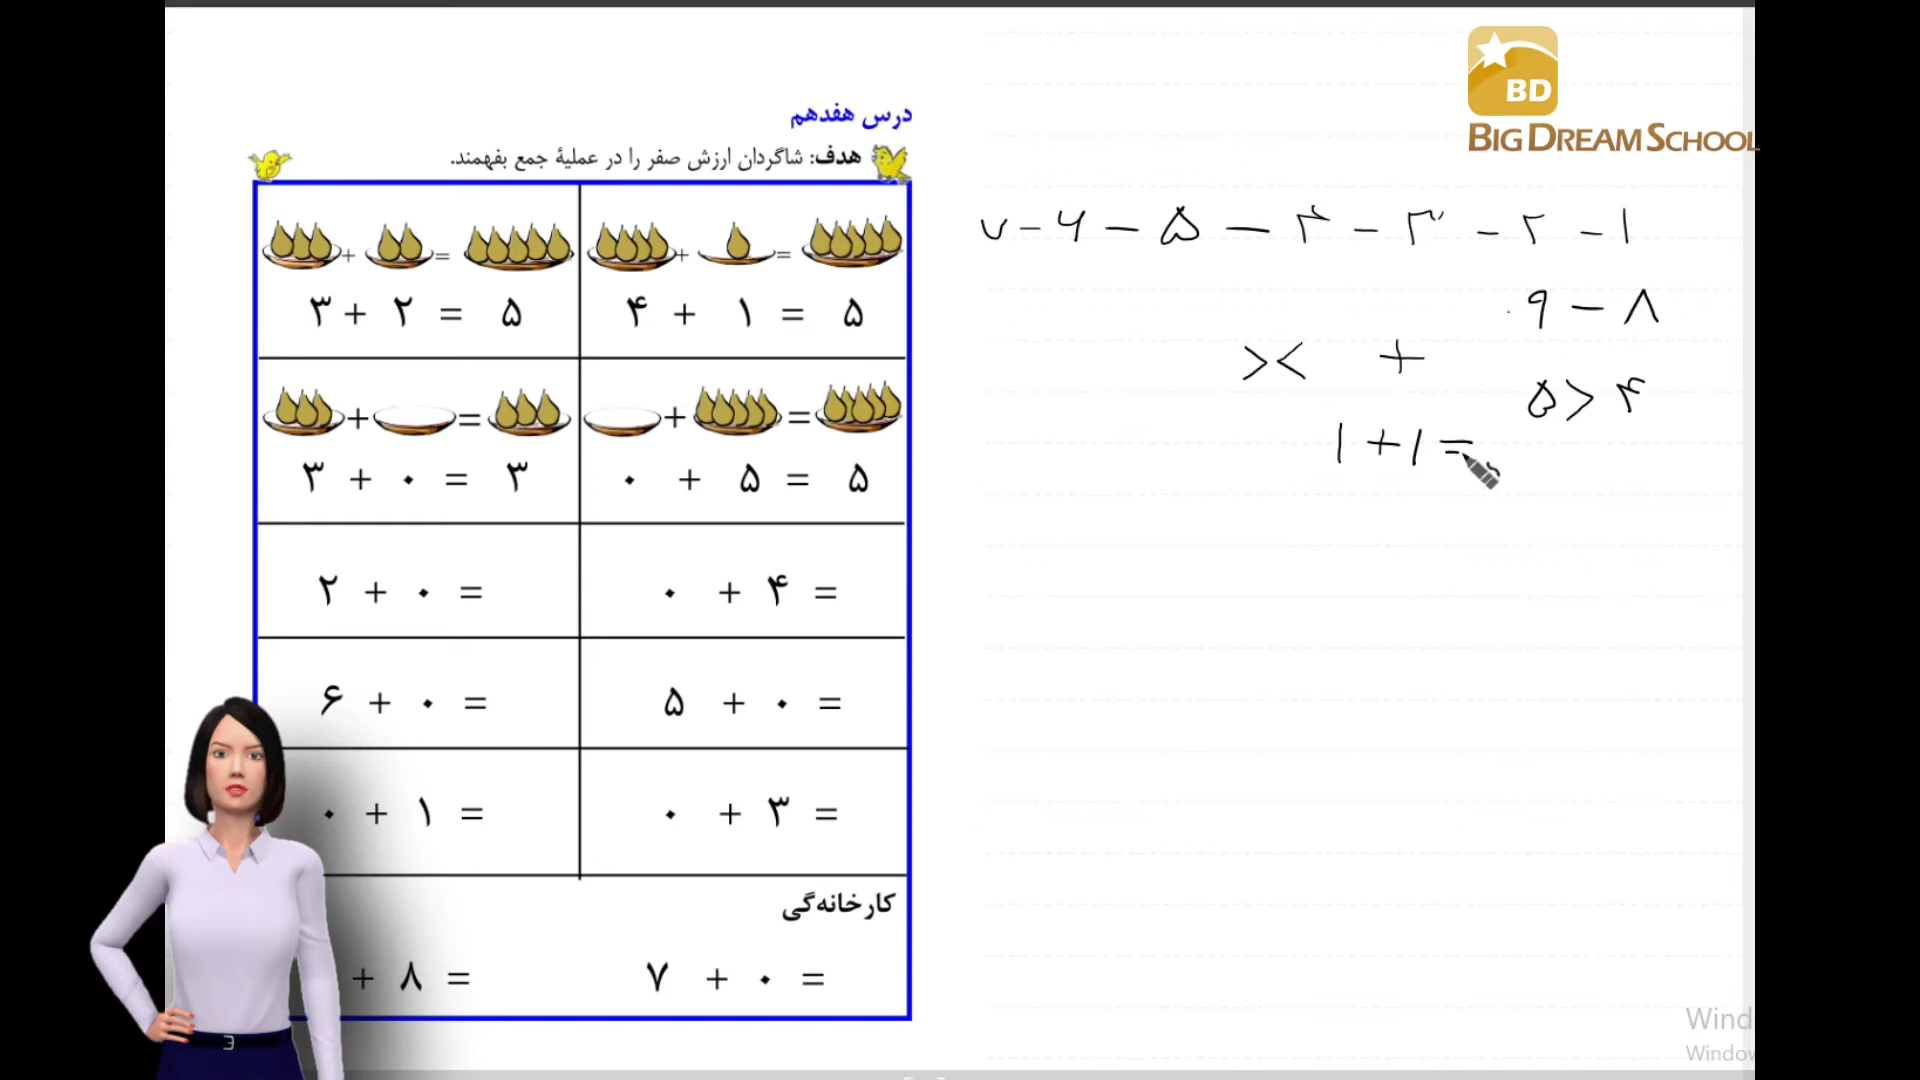 BD
BIG DREAM SCHOOL
درس هفدهم
هدف: شاگردان ارزش صفر را در عملیهٔ جمع بفهمند.
+ = + =
۳ + ۲ = ۵ ۴ + ۱ = ۵
+ = + =
۳ + ۰ = ۳ ۰ + ۵ = ۵
۲ + ۰ = ۰ + ۴ =
۶ + ۰ = ۵ + ۰ =
۰ + ۱ = ۰ + ۳ =
کارخانه‌گی
+ ۸ = ۷ + ۰ =
۷ - ۶ - ۵ - ۴ - ۳ - ۲ - ۱
۹ - ۸
>< +
۵ > ۴
۱ + ۱ =
Wind
Window